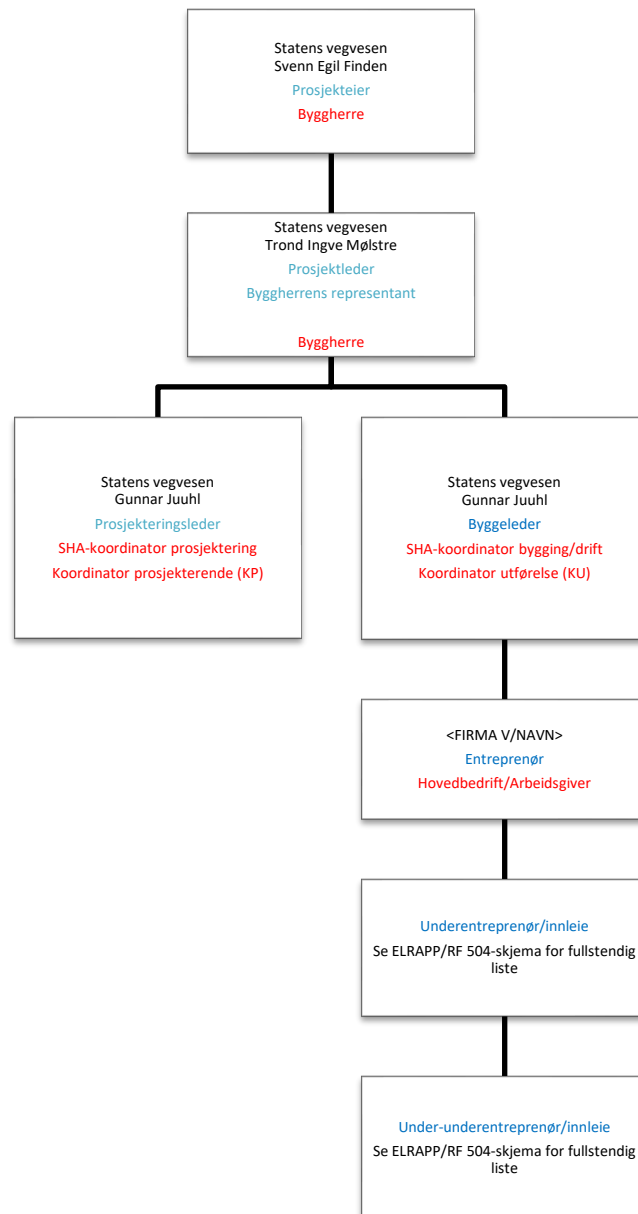 Statens vegvesen
Svenn Egil Finden
Prosjekteier
Byggherre
Statens vegvesen
Trond Ingve Mølstre
Prosjektleder
Byggherrens representant
Byggherre
Statens vegvesen
Gunnar Juuhl
Prosjekteringsleder
SHA-koordinator prosjektering
Koordinator prosjekterende (KP)
Statens vegvesen
Gunnar Juuhl
Byggeleder
SHA-koordinator bygging/drift
Koordinator utførelse (KU)
<FIRMA V/NAVN>
Entreprenør
Hovedbedrift/Arbeidsgiver
Underentreprenør/innleie
Se ELRAPP/RF 504-skjema for fullstendig
liste
Under-underentreprenør/innleie
Se ELRAPP/RF 504-skjema for fullstendig
liste